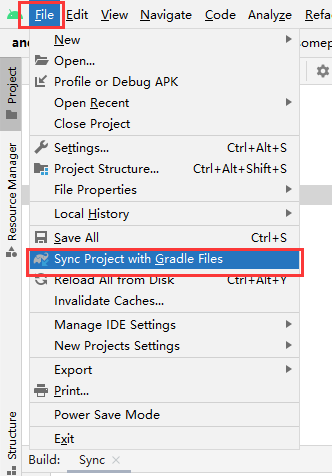 File Edit View Navigate Code Analyze Refa
an
omep
Project
Resource Manager
Structure
New
Open...
Profile or Debug APK
Open Recent
Close Project
Settings... Ctrl+Alt+S
Project Structure... Ctrl+Alt+Shift+S
File Properties
Local History
Save All Ctrl+S
Sync Project with Gradle Files
Reload All from Disk Ctrl+Alt+Y
Invalidate Caches...
Manage IDE Settings
New Projects Settings
Export
Print...
Power Save Mode
Exit
Build: Sync